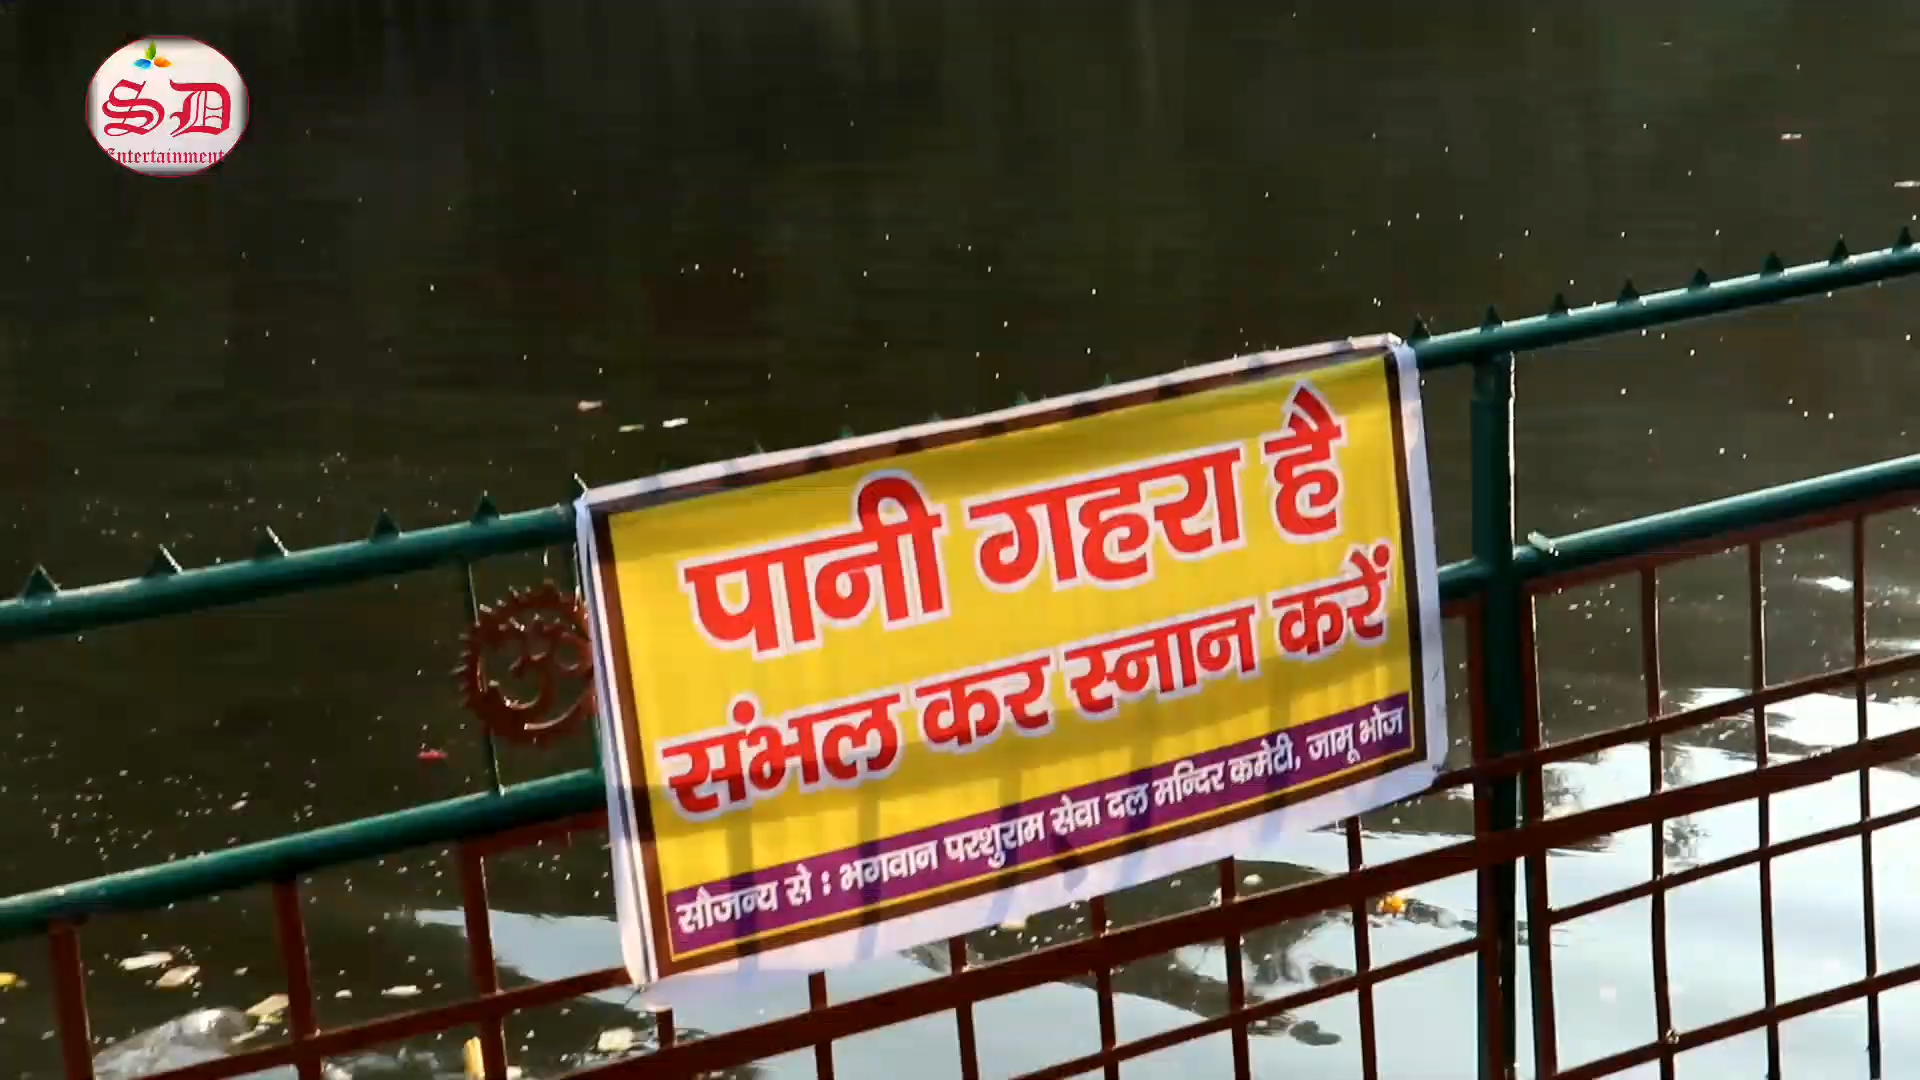 SD
Entertainment
पानी गहरा है
संभल कर स्नान करें
सौजन्य से : भगवान परशुराम सेवा दल मन्दिर कमेटी, जामू भोज